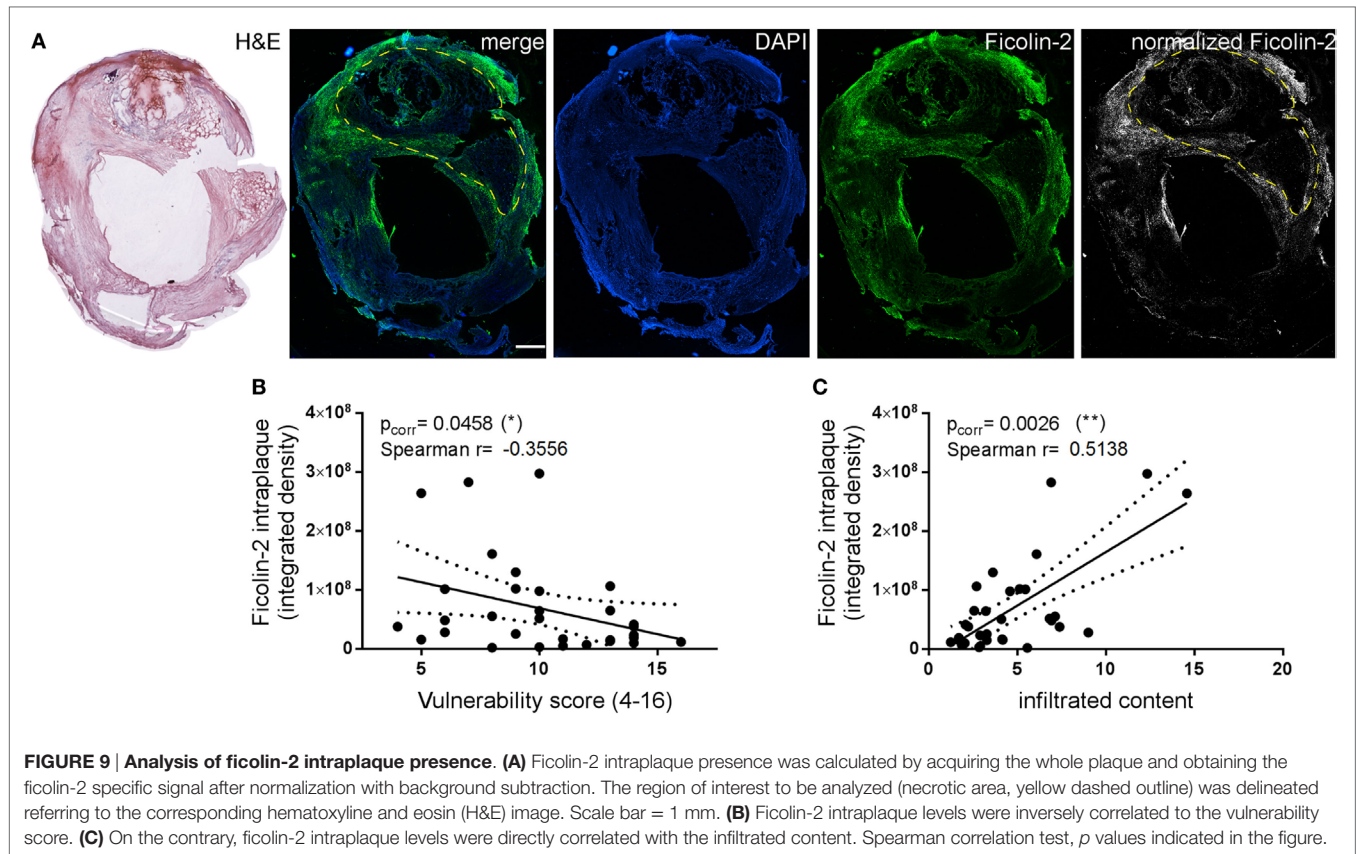 A
H&E
merge
DAPI
Ficolin-2
normalized Ficolin-2
B
4×10⁸
3×10⁸
2×10⁸
1×10⁸
0
Ficolin-2 intraplaque
(integrated density)
pcorr= 0.0458 (*)
Spearman r= -0.3556
5
10
15
Vulnerability score (4-16)
C
4×10⁸
3×10⁸
2×10⁸
1×10⁸
0
Ficolin-2 intraplaque
(integrated density)
pcorr= 0.0026 (**)
Spearman r= 0.5138
0
5
10
15
20
infiltrated content
FIGURE 9 | Analysis of ficolin-2 intraplaque presence. (A) Ficolin-2 intraplaque presence was calculated by acquiring the whole plaque and obtaining the
ficolin-2 specific signal after normalization with background subtraction. The region of interest to be analyzed (necrotic area, yellow dashed outline) was delineated
referring to the corresponding hematoxyline and eosin (H&E) image. Scale bar = 1 mm. (B) Ficolin-2 intraplaque levels were inversely correlated to the vulnerability
score. (C) On the contrary, ficolin-2 intraplaque levels were directly correlated with the infiltrated content. Spearman correlation test, p values indicated in the figure.